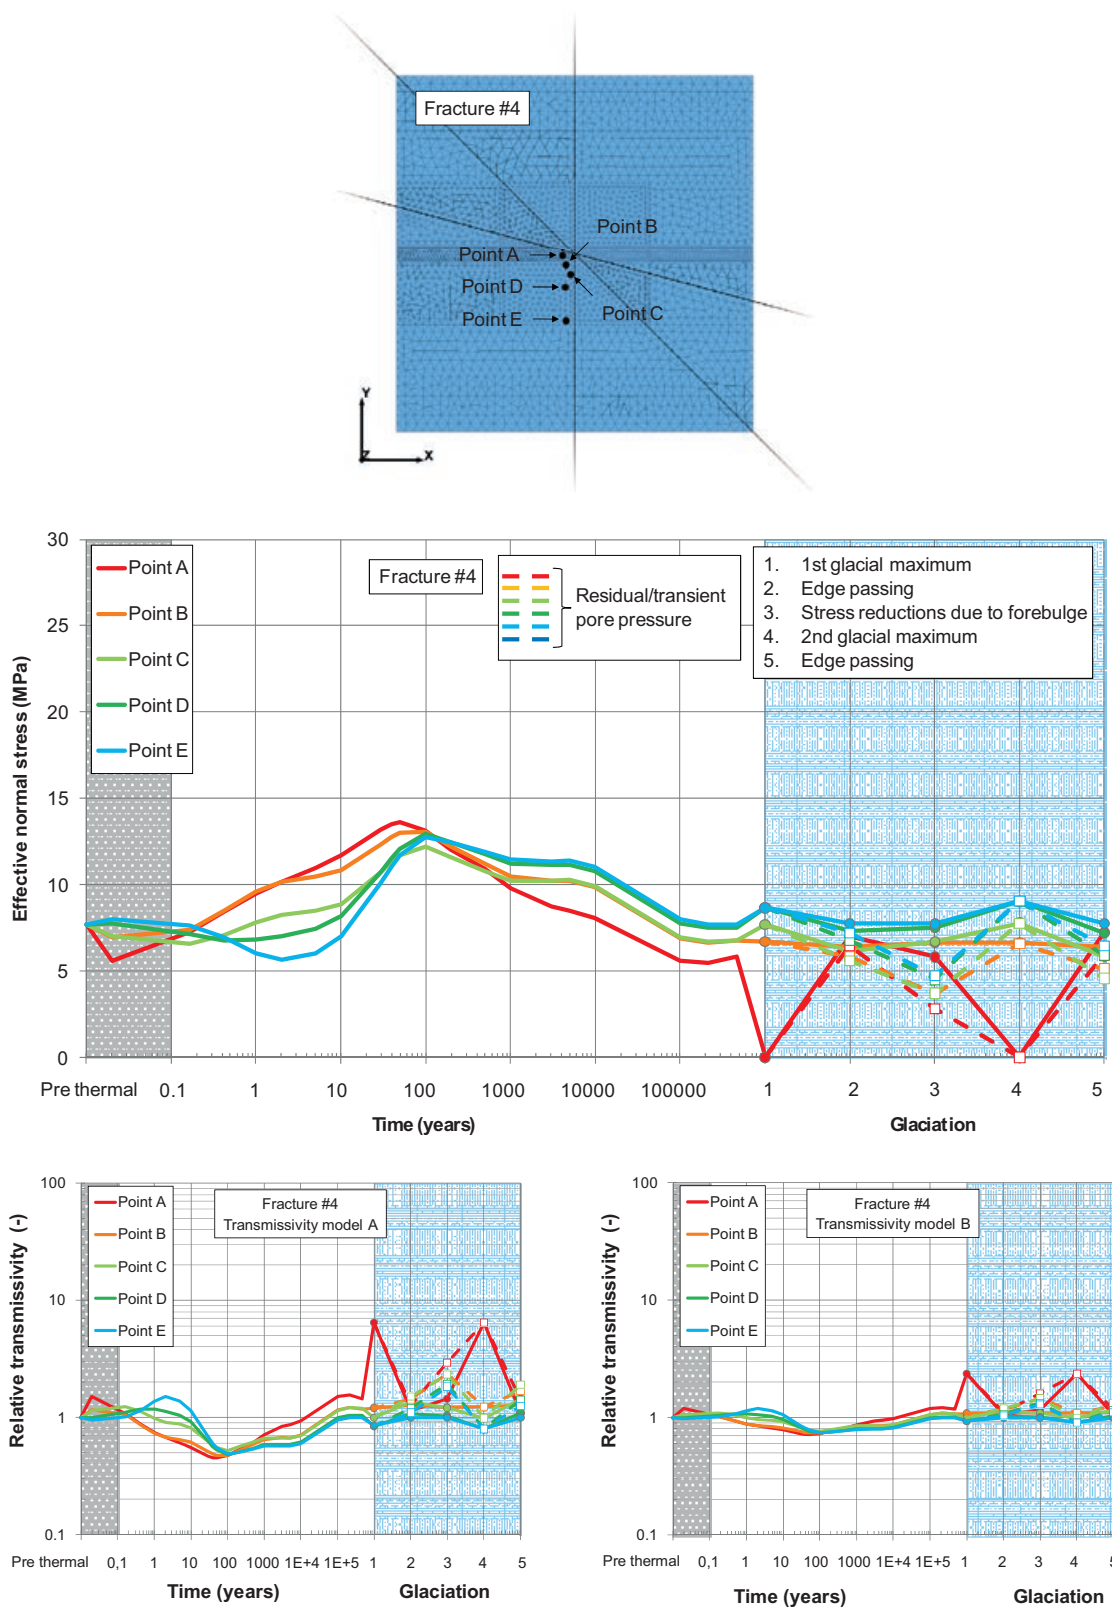 Fracture #4
Point B
Point A
Point D
Point C
Point E
Y
Z
X
30
25
20
15
10
5
0
Effective normal stress (MPa)
Point A
Point B
Point C
Point D
Point E
Fracture #4
Residual/transient
pore pressure
1. 1st glacial maximum
2. Edge passing
3. Stress reductions due to forebulge
4. 2nd glacial maximum
5. Edge passing
Pre thermal 0.1 1 10 100 1000 10000 100000 1 2 3 4 5
Time (years) Glaciation
100
10
1
0.1
Relative transmissivity (-)
Point A
Point B
Point C
Point D
Point E
Fracture #4
Transmissivity model A
Pre thermal 0,1 1 10 100 1000 1E+4 1E+5 1 2 3 4 5
Time (years) Glaciation
100
10
1
0.1
Relative transmissivity (-)
Point A
Point B
Point C
Point D
Point E
Fracture #4
Transmissivity model B
Pre thermal 0,1 1 10 100 1000 1E+4 1E+5 1 2 3 4 5
Time (years) Glaciation